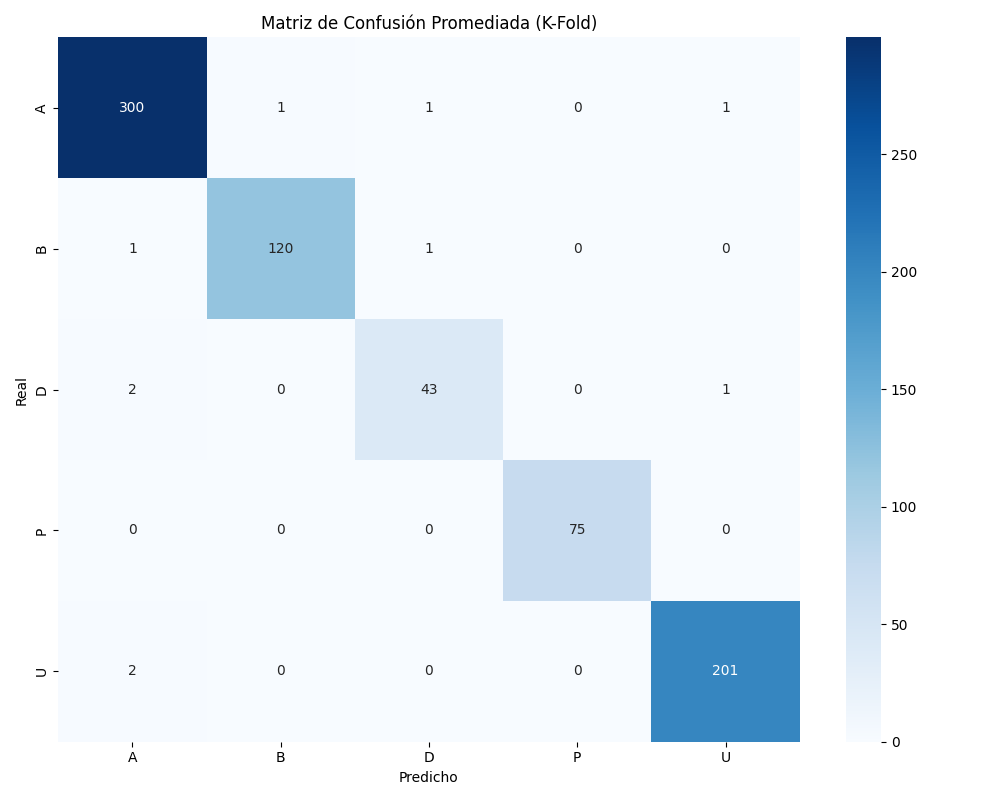 Matriz de Confusión Promediada (K-Fold)
A 300 1 1 0 1
B 1 120 1 0 0
D 2 0 43 0 1
P 0 0 0 75 0
U 2 0 0 0 201
A B D P U
Predicho
Real
250
200
150
100
50
0